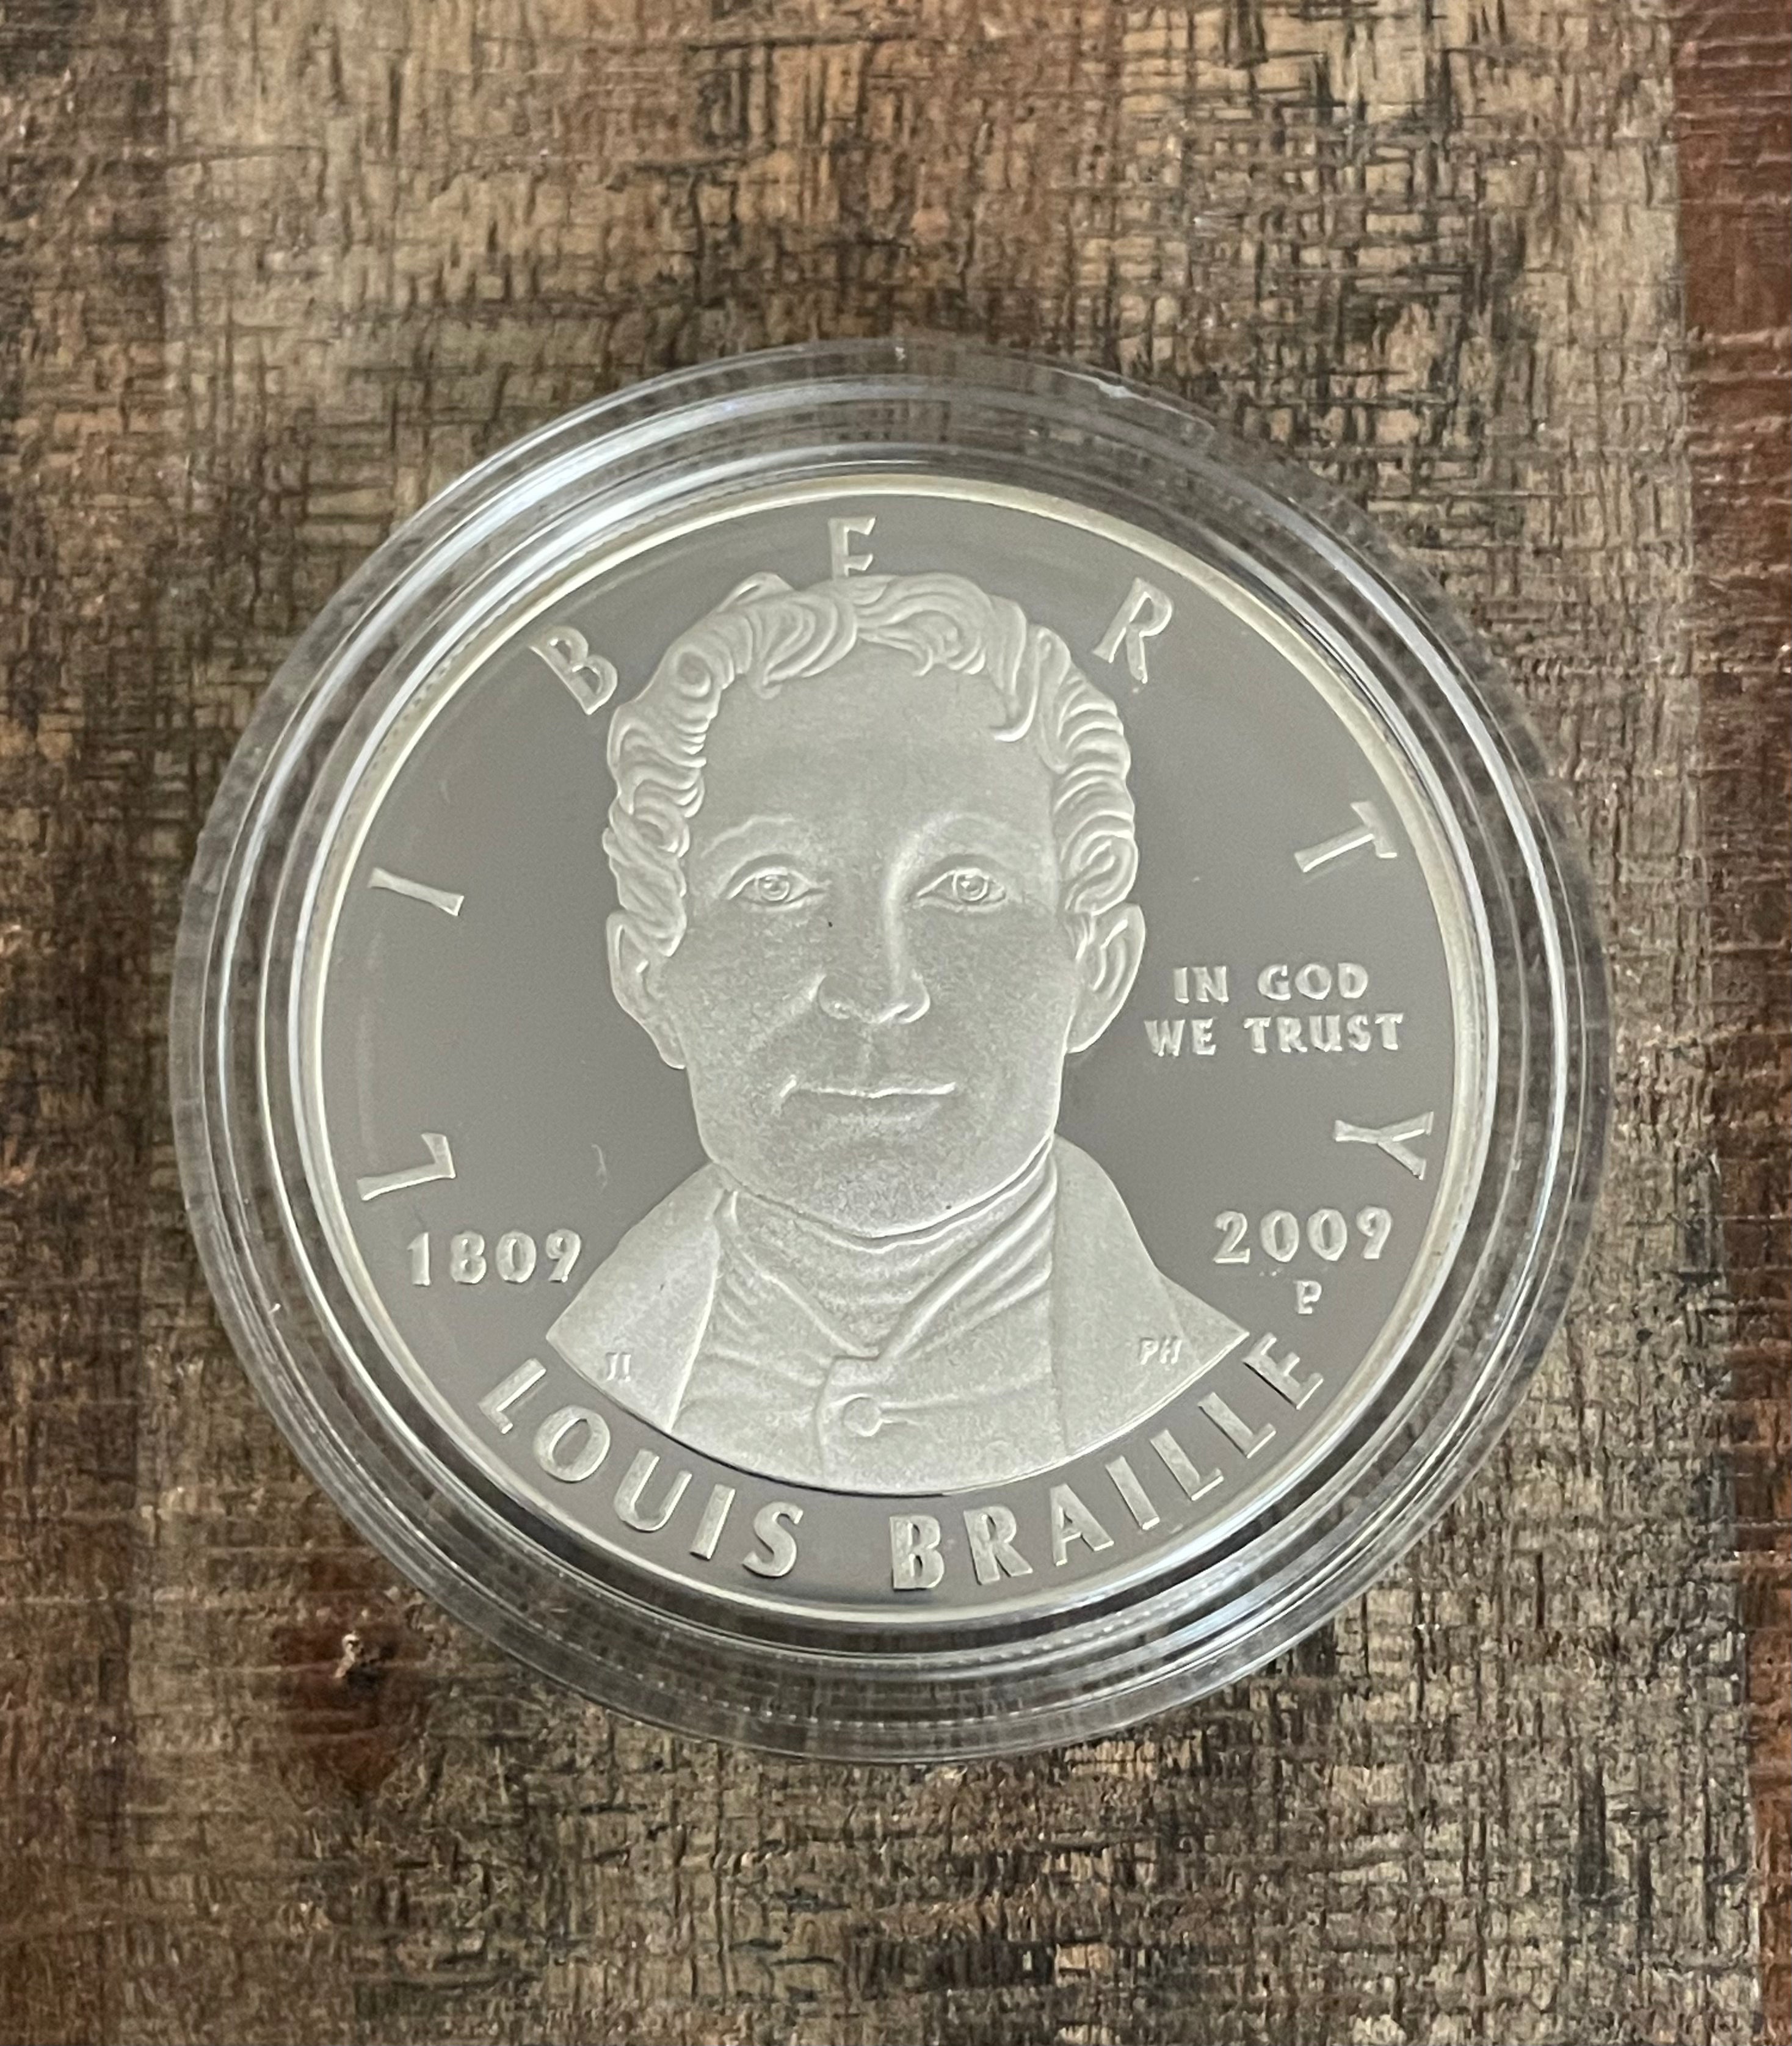 LIBERTY
IN GOD
WE TRUST
1809
2009
P
JI
PH
LOUIS BRAILLE